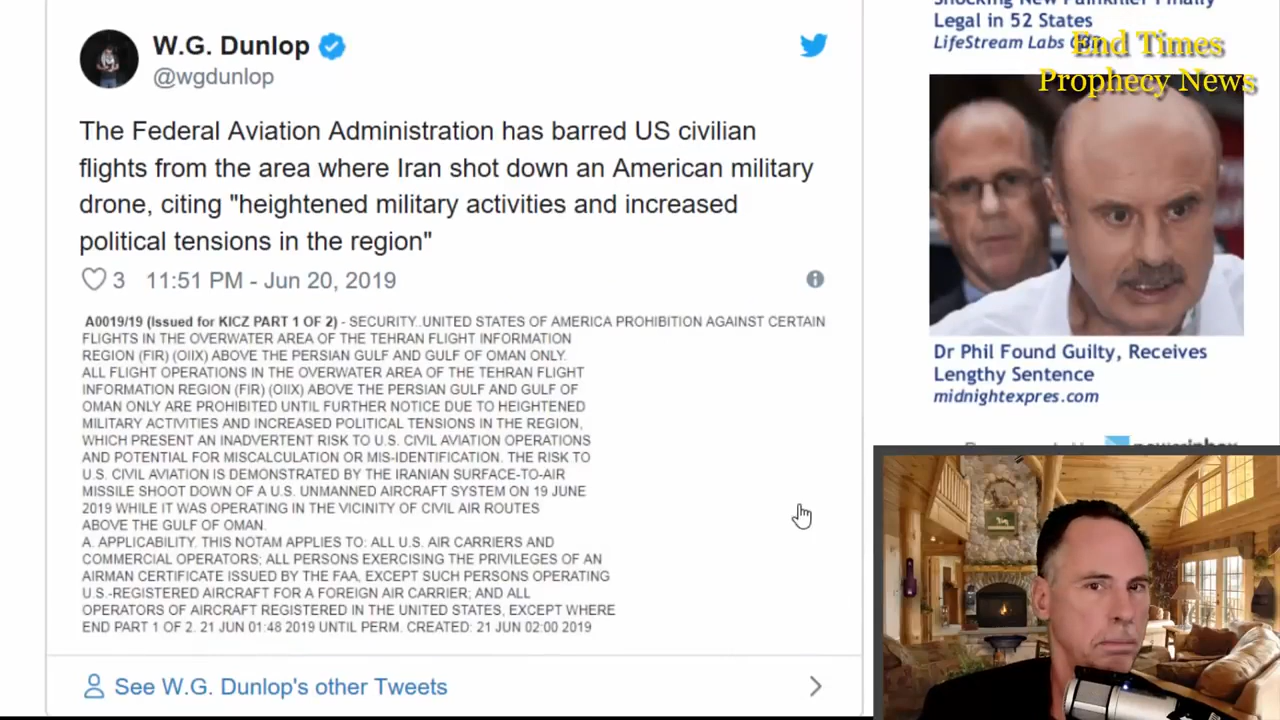 W.G. Dunlop
@wgdunlop
The Federal Aviation Administration has barred US civilian
flights from the area where Iran shot down an American military
drone, citing "heightened military activities and increased
political tensions in the region"
3 11:51 PM - Jun 20, 2019
A0019/19 (Issued for KICZ PART 1 OF 2) - SECURITY..UNITED STATES OF AMERICA PROHIBITION AGAINST CERTAIN
FLIGHTS IN THE OVERWATER AREA OF THE TEHRAN FLIGHT INFORMATION
REGION (FIR) (OIIX) ABOVE THE PERSIAN GULF AND GULF OF OMAN ONLY.
ALL FLIGHT OPERATIONS IN THE OVERWATER AREA OF THE TEHRAN FLIGHT
INFORMATION REGION (FIR) (OIIX) ABOVE THE PERSIAN GULF AND GULF OF
OMAN ONLY ARE PROHIBITED UNTIL FURTHER NOTICE DUE TO HEIGHTENED
MILITARY ACTIVITIES AND INCREASED POLITICAL TENSIONS IN THE REGION,
WHICH PRESENT AN INADVERTENT RISK TO U.S. CIVIL AVIATION OPERATIONS
AND POTENTIAL FOR MISCALCULATION OR MIS-IDENTIFICATION. THE RISK TO
U.S. CIVIL AVIATION IS DEMONSTRATED BY THE IRANIAN SURFACE-TO-AIR
MISSILE SHOOT DOWN OF A U.S. UNMANNED AIRCRAFT SYSTEM ON 19 JUNE
2019 WHILE IT WAS OPERATING IN THE VICINITY OF CIVIL AIR ROUTES
ABOVE THE GULF OF OMAN.
A. APPLICABILITY. THIS NOTAM APPLIES TO: ALL U.S. AIR CARRIERS AND
COMMERCIAL OPERATORS; ALL PERSONS EXERCISING THE PRIVILEGES OF AN
AIRMAN CERTIFICATE ISSUED BY THE FAA, EXCEPT SUCH PERSONS OPERATING
U.S.-REGISTERED AIRCRAFT FOR A FOREIGN AIR CARRIER; AND ALL
OPERATORS OF AIRCRAFT REGISTERED IN THE UNITED STATES, EXCEPT WHERE
END PART 1 OF 2. 21 JUN 01:48 2019 UNTIL PERM. CREATED: 21 JUN 02:00 2019
See W.G. Dunlop's other Tweets
Shocking New Painkiller Finally
Legal in 52 States
LifeStream Labs
End Times
Prophecy News
Dr Phil Found Guilty, Receives
Lengthy Sentence
midnightexpres.com